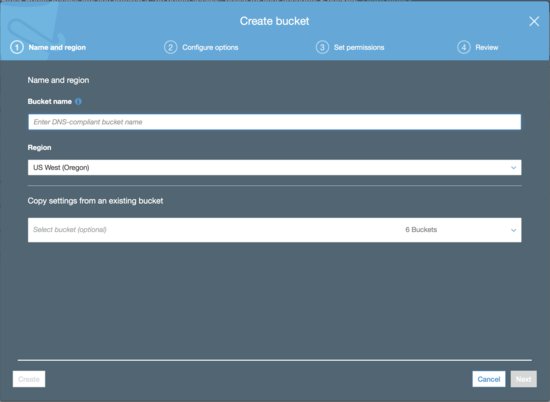 Create bucket
1 Name and region
2 Configure options
3 Set permissions
4 Review
Name and region
Bucket name
Enter DNS-compliant bucket name
Region
US West (Oregon)
Copy settings from an existing bucket
Select bucket (optional) 6 Buckets
Create Cancel Next